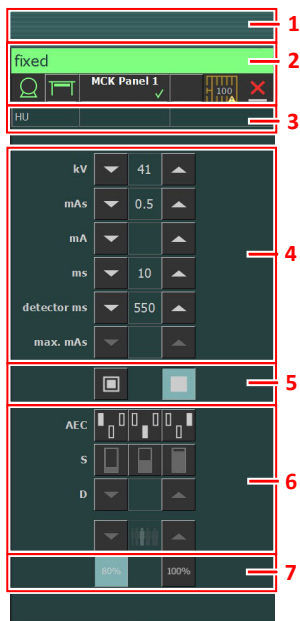 1
fixed
2
MCK Panel 1
100
A
HU
3
kV 41
mAs 0.5
mA
4
ms 10
detector ms 550
max. mAs
5
AEC
S
6
D
80% 100%
7